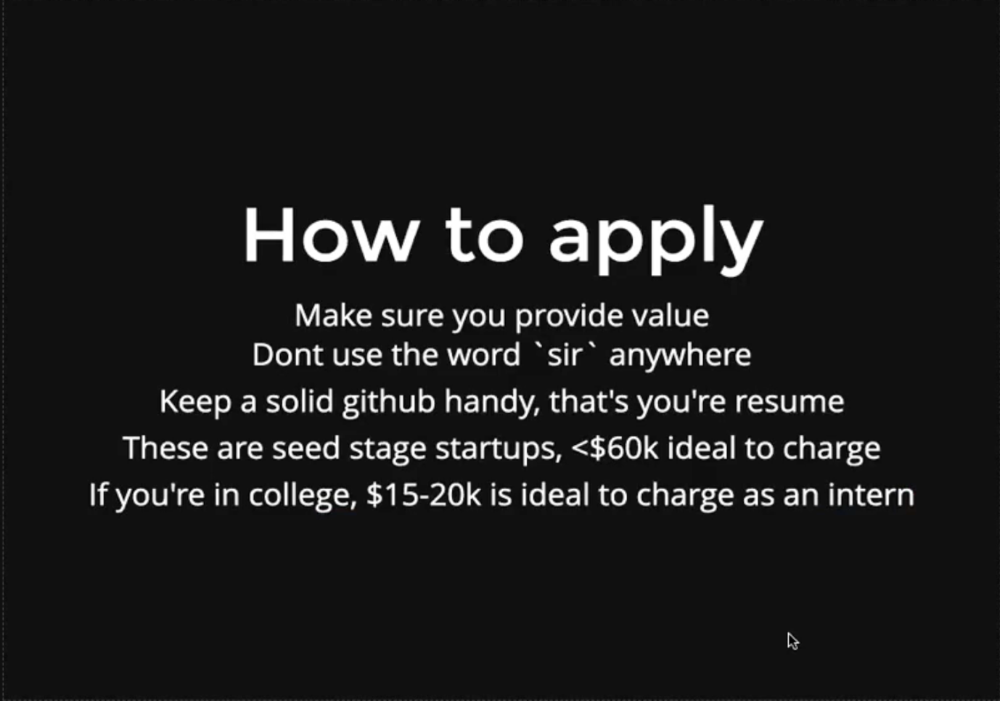 How to apply
Make sure you provide value
Dont use the word `sir` anywhere
Keep a solid github handy, that's you're resume
These are seed stage startups, <$60k ideal to charge
If you're in college, $15-20k is ideal to charge as an intern